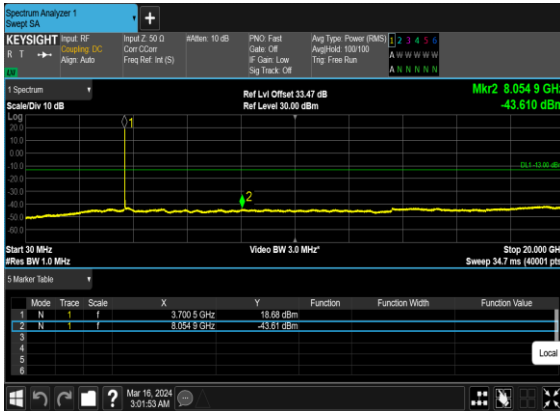 Spectrum Analyzer 1
Swept SA
+
KEYSIGHT Input: RF Input Z: 50 Ω #Atten: 10 dB PNO: Fast Avg Type: Power (RMS) 1 2 3 4 5 6
R T Coupling: DC Corr CCorr Gate: Off Avg|Hold: 100/100 A W W W W W
Align: Auto Freq Ref: Int (S) IF Gain: Low Trig: Free Run
Sig Track: Off A N N N N N
1 Spectrum Ref Lvl Offset 33.47 dB Mkr2 8.054 9 GHz
Scale/Div 10 dB Ref Level 30.00 dBm -43.610 dBm
Log
20.0
10.0
0.00
-10.0
-20.0
-30.0
-40.0
-50.0
-60.0
1
2
DL1 -13.00 dBm
Start 30 MHz Video BW 3.0 MHz* Stop 20.000 GHz
#Res BW 1.0 MHz Sweep 34.7 ms (40001 pts)
5 Marker Table
Mode Trace Scale X Y Function Function Width Function Value
1 N 1 f 3.700 5 GHz 18.68 dBm
2 N 1 f 8.054 9 GHz -43.61 dBm
3
4
5
6
Local
? Mar 16, 2024
3:01:53 AM